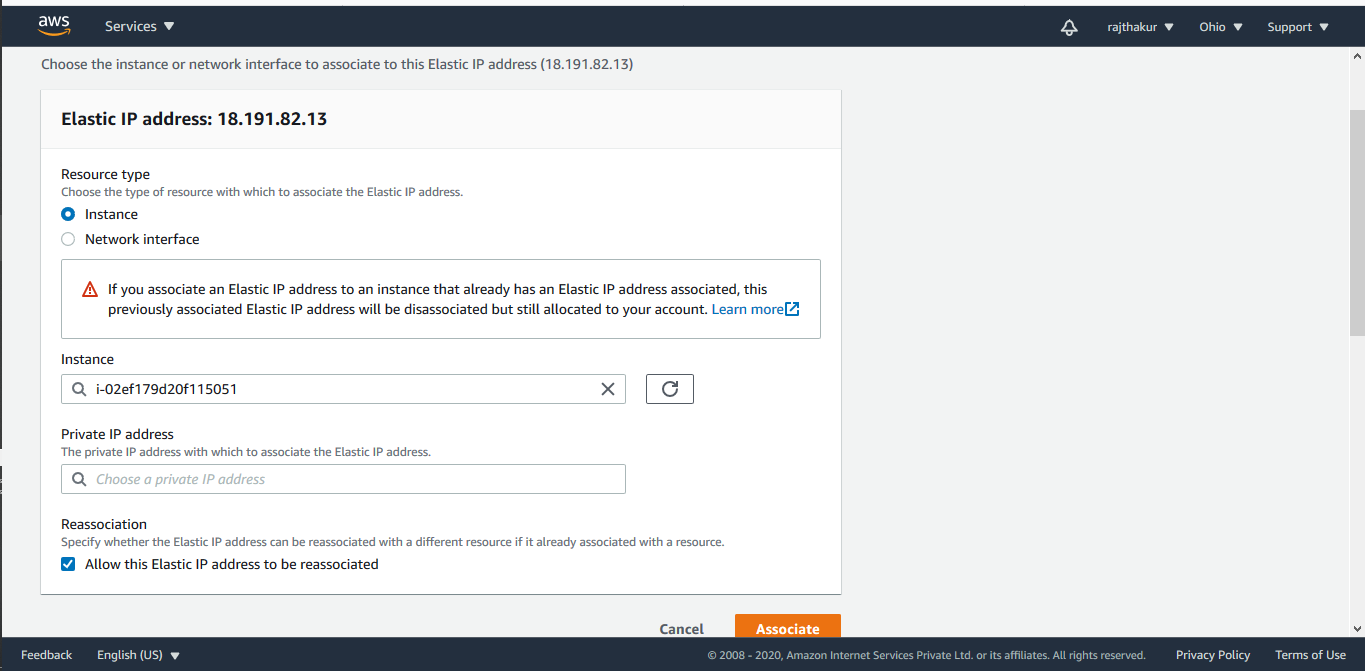 aws
Services
rajthakur
Ohio
Support
Choose the instance or network interface to associate to this Elastic IP address (18.191.82.13)
Elastic IP address: 18.191.82.13
Resource type
Choose the type of resource with which to associate the Elastic IP address.
Instance
Network interface
If you associate an Elastic IP address to an instance that already has an Elastic IP address associated, this
previously associated Elastic IP address will be disassociated but still allocated to your account. Learn more
Instance
i-02ef179d20f115051
Private IP address
The private IP address with which to associate the Elastic IP address.
Choose a private IP address
Reassociation
Specify whether the Elastic IP address can be reassociated with a different resource if it already associated with a resource.
Allow this Elastic IP address to be reassociated
Cancel
Associate
Feedback
English (US)
© 2008 - 2020, Amazon Internet Services Private Ltd. or its affiliates. All rights reserved.
Privacy Policy
Terms of Use